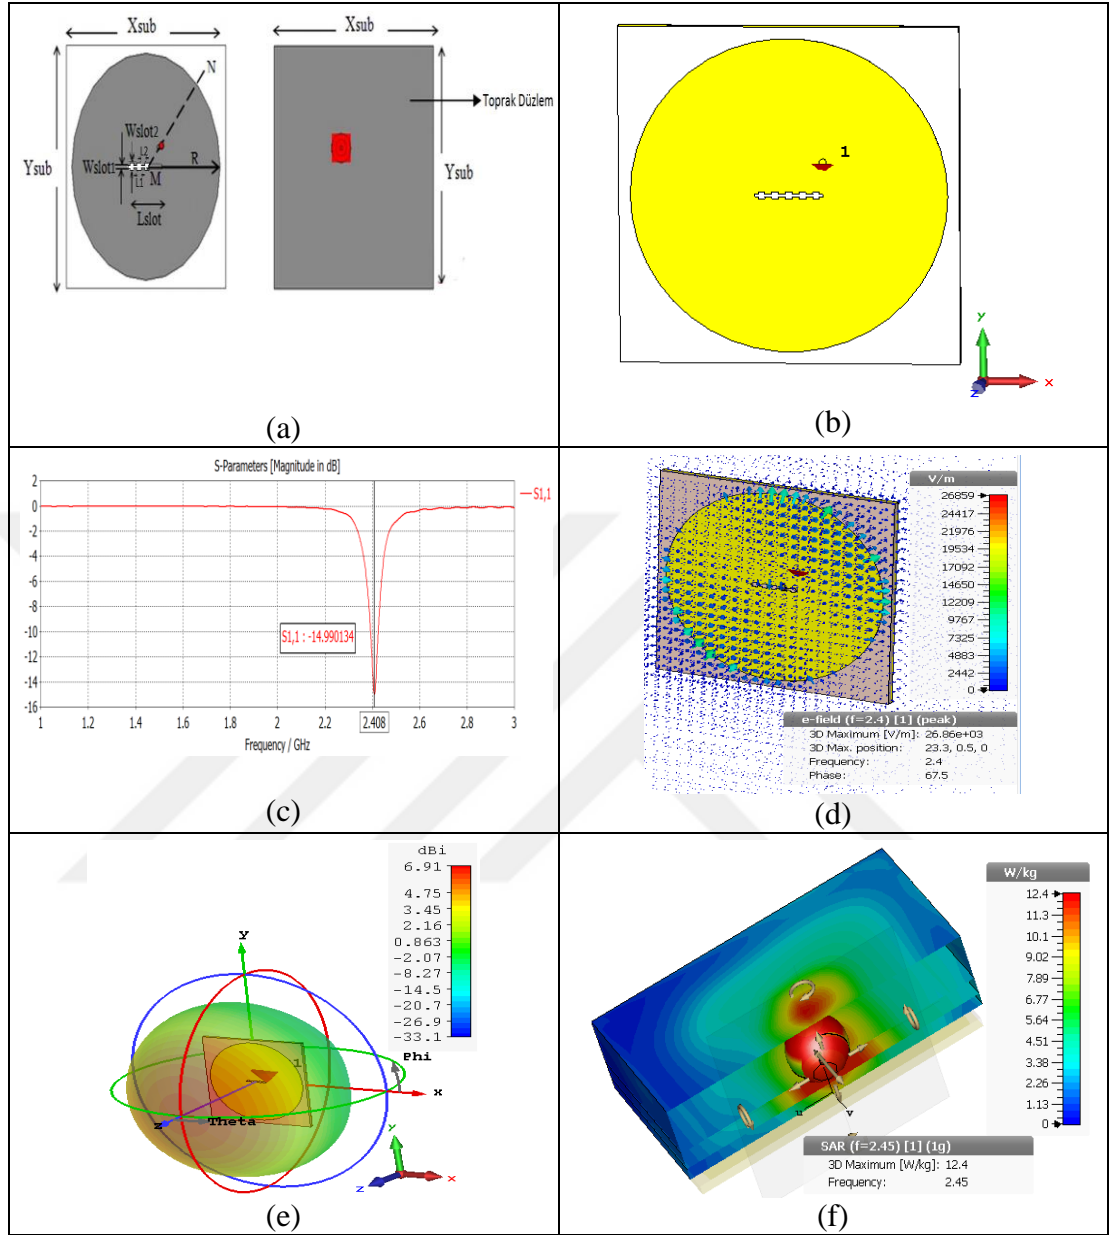 Xsub
Xsub
N
Toprak Düzlem
Wslot2
L2
Ysub
Wslot1
R
Ysub
L1
M
Lslot
(a)
1
Y
X
Z
(b)
S-Parameters [Magnitude in dB]
S1,1
2
0
-2
-4
-6
-8
-10
-12
-14
-16
S1,1 : -14.990134
1
1.2
1.4
1.6
1.8
2
2.2
2.408
2.6
2.8
3
Frequency / GHz
(c)
V/m
26859
24417
21976
19534
17092
14650
12209
9767
7325
4883
2442
0
e-field (f=2.4) [1] (peak)
3D Maximum [V/m]: 26.86e+03
3D Max. position: 23.3, 0.5, 0
Frequency: 2.4
Phase: 67.5
(d)
dBi
6.91
4.75
3.45
2.16
0.863
-2.07
-8.27
-14.5
-20.7
-26.9
-33.1
y
Phi
1
x
z
Theta
y
x
z
(e)
W/kg
12.4
11.3
10.1
9.02
7.89
6.77
5.64
4.51
3.38
2.26
1.13
0
u
v
SAR (f=2.45) [1] (1g)
3D Maximum [W/kg]: 12.4
Frequency: 2.45
(f)